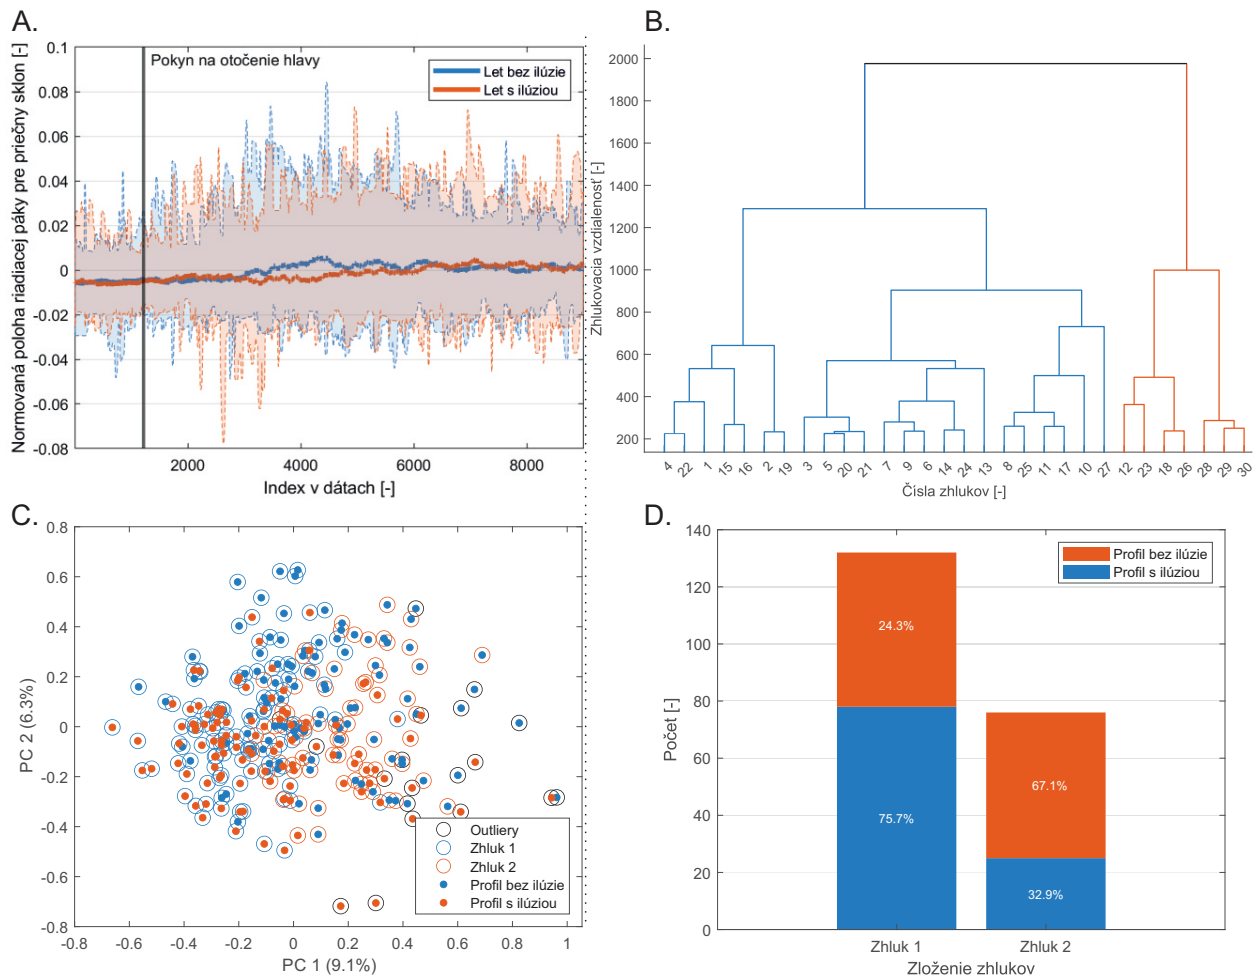 A.
Normovaná poloha riadiacej páky pre priečny sklon [-]
0.1
0.08
0.06
0.04
0.02
0
-0.02
-0.04
-0.06
-0.08
Pokyn na otočenie hlavy
Let bez ilúzie
Let s ilúziou
2000 4000 6000 8000
Index v dátach [-]
B.
Zhlukovacia vzdialenosť [-]
2000
1800
1600
1400
1200
1000
800
600
400
200
4 22 1 15 16 2 19 3 5 20 21 7 9 6 14 24 13 8 25 11 17 10 27 12 23 18 26 28 29 30
Čísla zhlukov [-]
C.
PC 2 (6.3%)
0.8
0.6
0.4
0.2
0
-0.2
-0.4
-0.6
-0.8
Outliery
Zhluk 1
Zhluk 2
Profil bez ilúzie
Profil s ilúziou
-0.8 -0.6 -0.4 -0.2 0 0.2 0.4 0.6 0.8 1
PC 1 (9.1%)
D.
Počet [-]
140
120
100
80
60
40
20
0
Profil bez ilúzie
Profil s ilúziou
24.3%
75.7%
67.1%
32.9%
Zhluk 1 Zhluk 2
Zloženie zhlukov